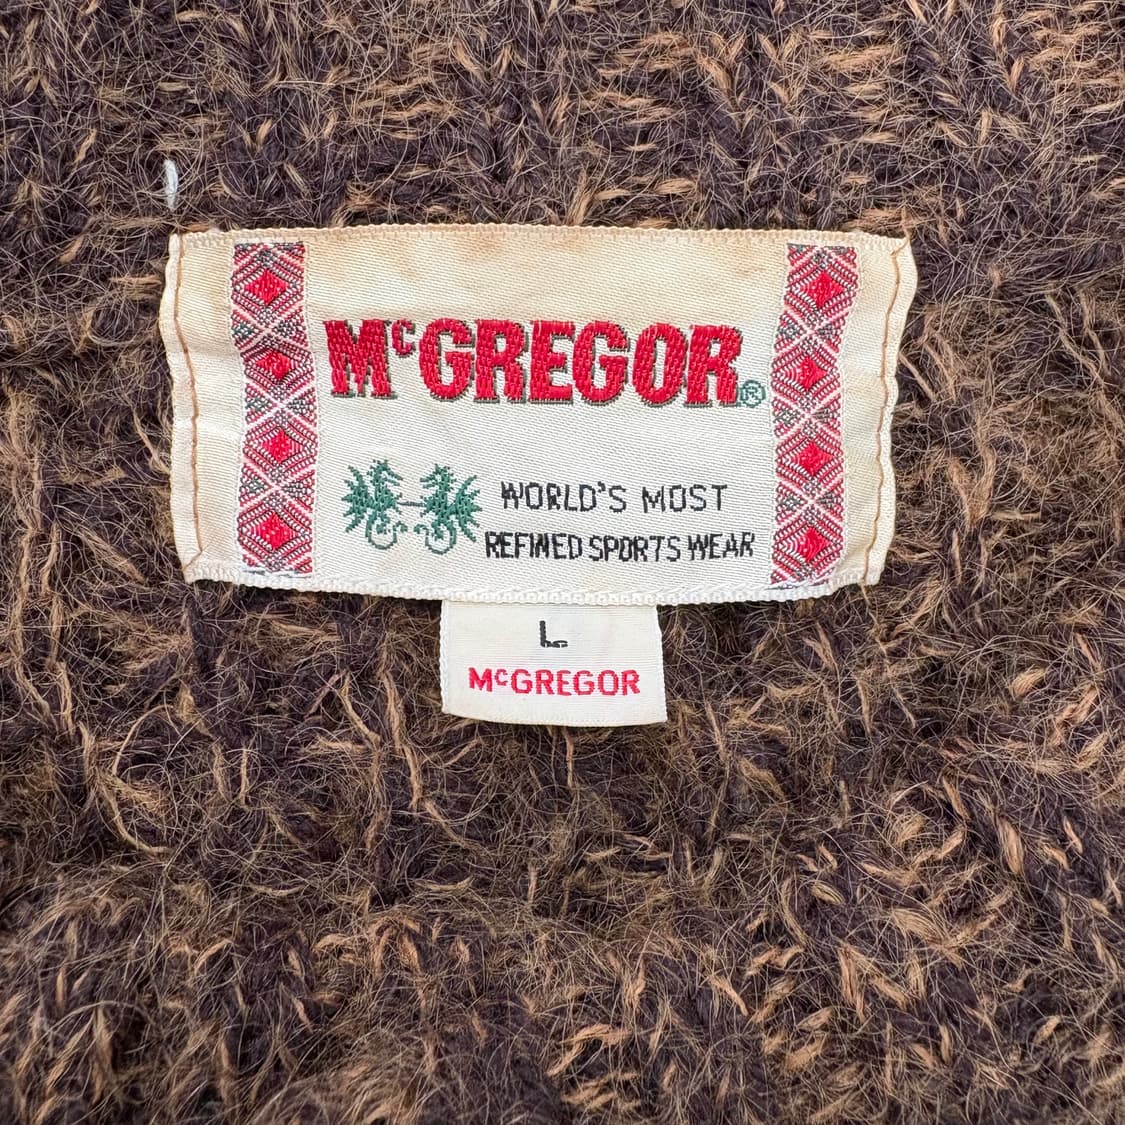 McGREGOR®
WORLD'S MOST
REFINED SPORTS WEAR
L
McGREGOR